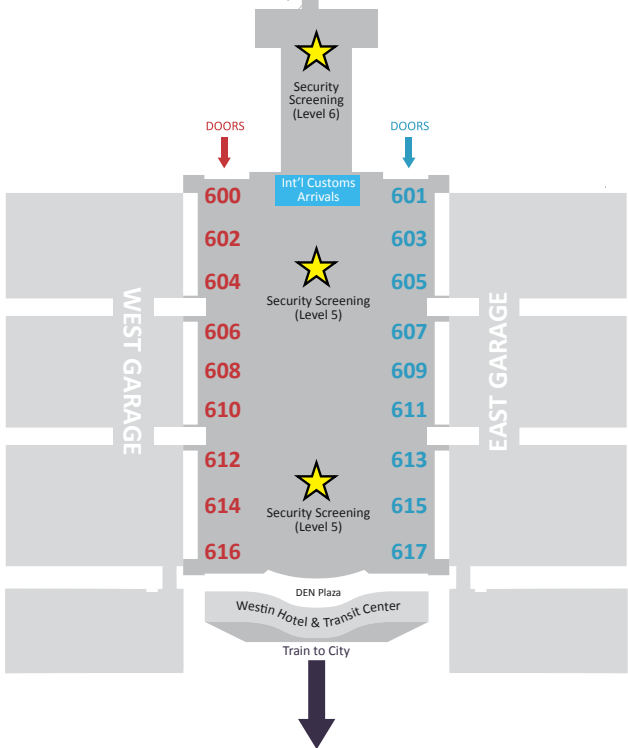 Security
Screening
(Level 6)
DOORS
DOORS
Int'l Customs
Arrivals
600
601
602
603
604
605
Security Screening
(Level 5)
WEST GARAGE
EAST GARAGE
606
607
608
609
610
611
612
613
614
615
Security Screening
(Level 5)
616
617
DEN Plaza
Westin Hotel & Transit Center
Train to City